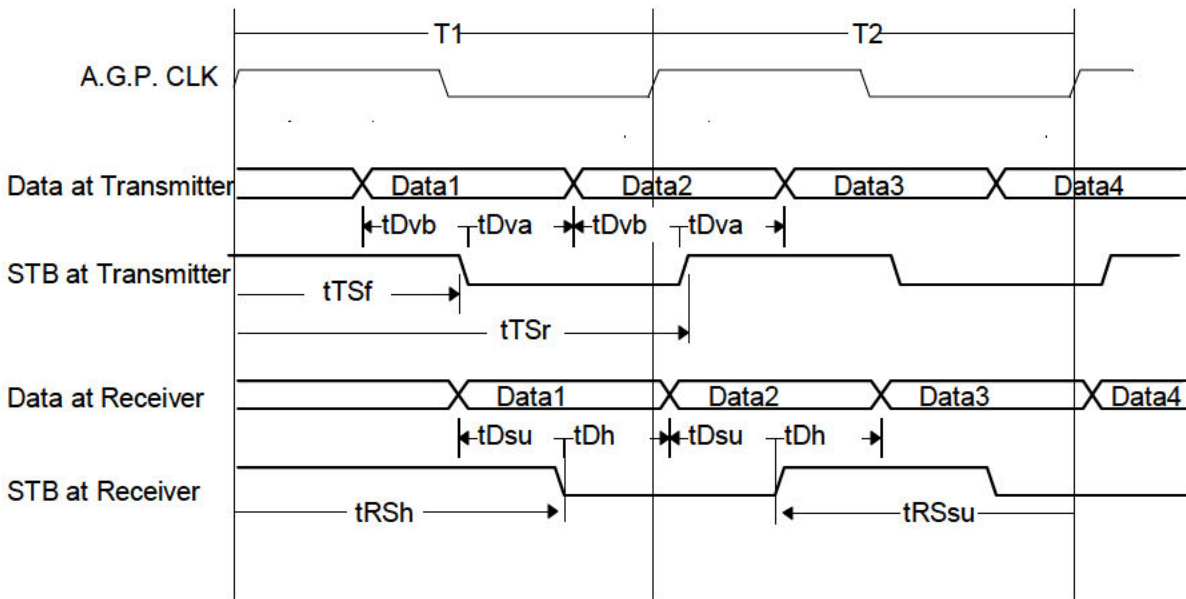 T1 T2
A.G.P. CLK
Data at Transmitter Data1 Data2 Data3 Data4
tDvb tDva tDvb tDva
STB at Transmitter
tTSf
tTSr
Data at Receiver Data1 Data2 Data3 Data4
tDsu tDh tDsu tDh
STB at Receiver
tRSh tRSsu